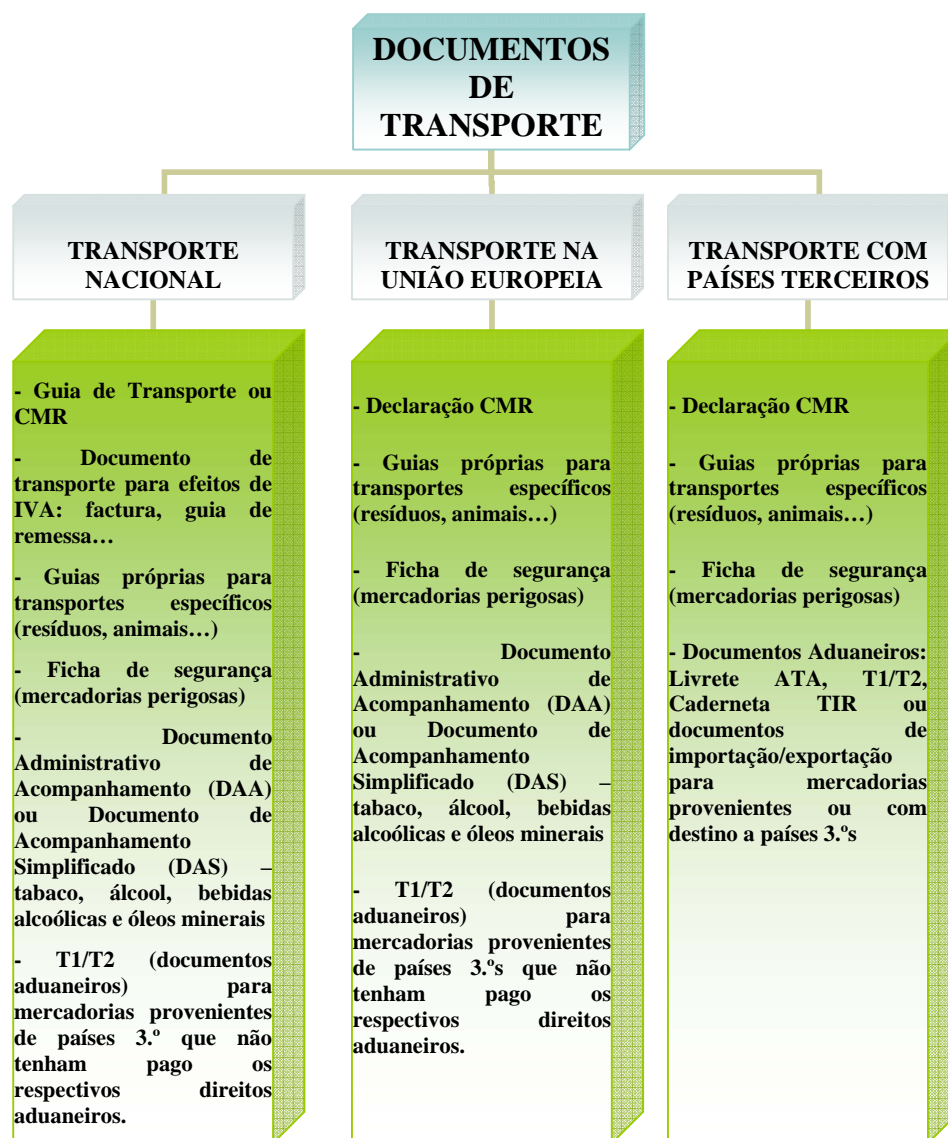 DOCUMENTOS
DE
TRANSPORTE
TRANSPORTE
NACIONAL
- Guia de Transporte ou
CMR
- Documento de
transporte para efeitos de
IVA: factura, guia de
remessa…
- Guias próprias para
transportes específicos
(resíduos, animais…)
- Ficha de segurança
(mercadorias perigosas)
- Documento
Administrativo de
Acompanhamento (DAA)
ou Documento de
Acompanhamento
Simplificado (DAS) –
tabaco, álcool, bebidas
alcoólicas e óleos minerais
- T1/T2 (documentos
aduaneiros) para
mercadorias provenientes
de países 3.º que não
tenham pago os
respectivos direitos
aduaneiros.
TRANSPORTE NA
UNIÃO EUROPEIA
- Declaração CMR
- Guias próprias para
transportes específicos
(resíduos, animais…)
- Ficha de segurança
(mercadorias perigosas)
- Documento
Administrativo de
Acompanhamento (DAA)
ou Documento de
Acompanhamento
Simplificado (DAS) –
tabaco, álcool, bebidas
alcoólicas e óleos minerais
- T1/T2 (documentos
aduaneiros) para
mercadorias provenientes
de países 3.ºs que não
tenham pago os
respectivos direitos
aduaneiros.
TRANSPORTE COM
PAÍSES TERCEIROS
- Declaração CMR
- Guias próprias para
transportes específicos
(resíduos, animais…)
- Ficha de segurança
(mercadorias perigosas)
- Documentos Aduaneiros:
Livrete ATA, T1/T2,
Caderneta TIR ou
documentos de
importação/exportação
para mercadorias
provenientes ou com
destino a países 3.ºs